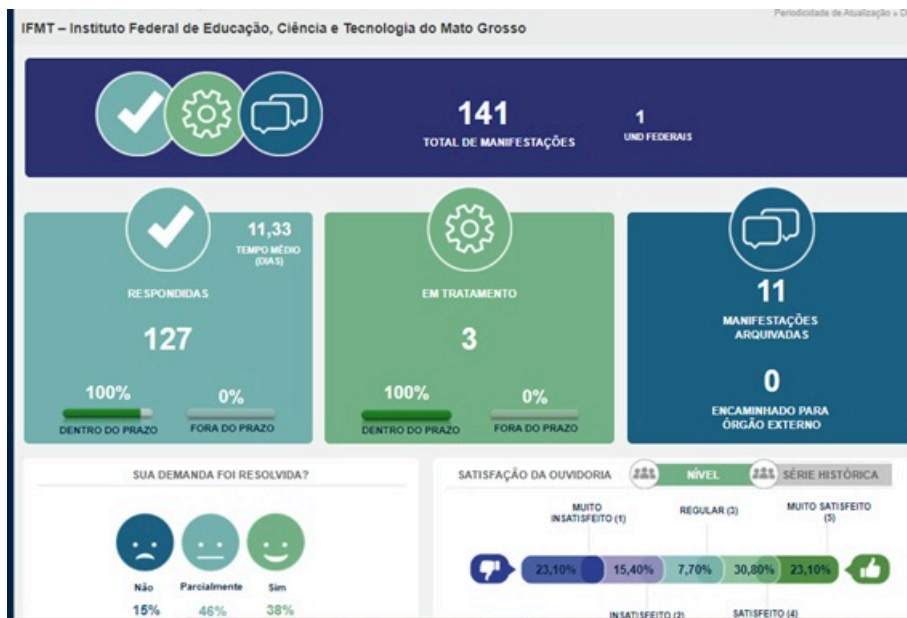 Periodicidade de Atualização » D
IFMT – Instituto Federal de Educação, Ciência e Tecnologia do Mato Grosso
141
TOTAL DE MANIFESTAÇÕES
1
UND FEDERAIS
11,33
TEMPO MÉDIO
(DIAS)
RESPONDIDAS
127
100%
DENTRO DO PRAZO
0%
FORA DO PRAZO
EM TRATAMENTO
3
100%
DENTRO DO PRAZO
0%
FORA DO PRAZO
11
MANIFESTAÇÕES
ARQUIVADAS
0
ENCAMINHADO PARA
ÓRGÃO EXTERNO
SUA DEMANDA FOI RESOLVIDA?
Não
Parcialmente
Sim
15%
46%
38%
SATISFAÇÃO DA OUVIDORIA
NÍVEL
SÉRIE HISTÓRICA
MUITO
INSATISFEITO (1)
REGULAR (3)
MUITO SATISFEITO
(5)
23,10%
15,40%
7,70%
30,80%
23,10%
INSATISFEITO (2)
SATISFEITO (4)